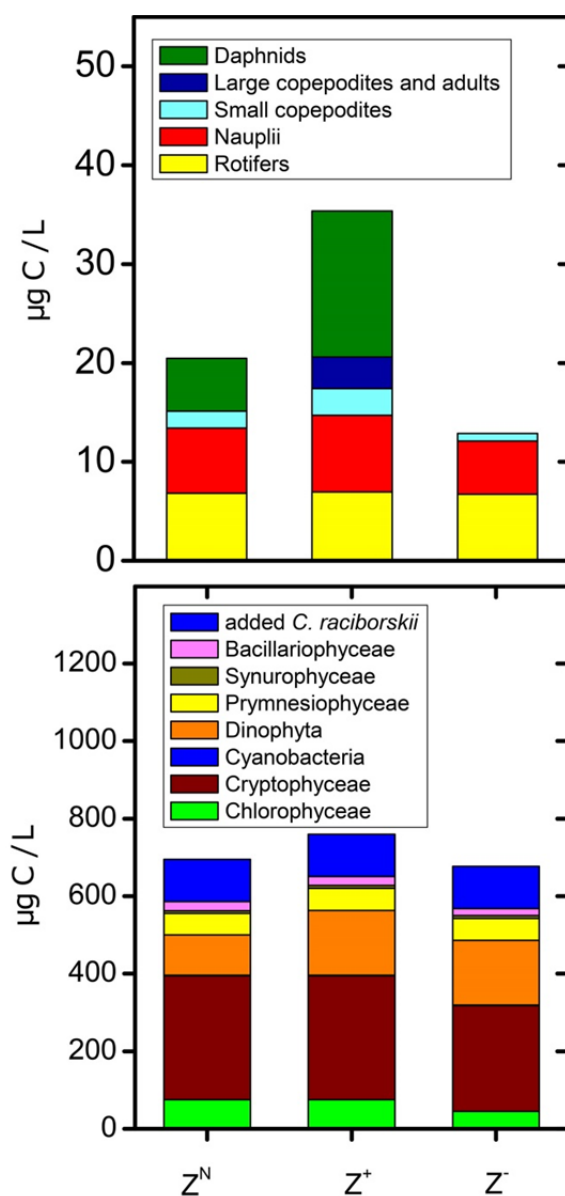 50
40
30
20
10
0
µg C / L
Daphnids
Large copepodites and adults
Small copepodites
Nauplii
Rotifers
1200
1000
800
600
400
200
0
µg C / L
added C. raciborskii
Bacillariophyceae
Synurophyceae
Prymnesiophyceae
Dinophyta
Cyanobacteria
Cryptophyceae
Chlorophyceae
Zᴺ Z⁺ Z⁻